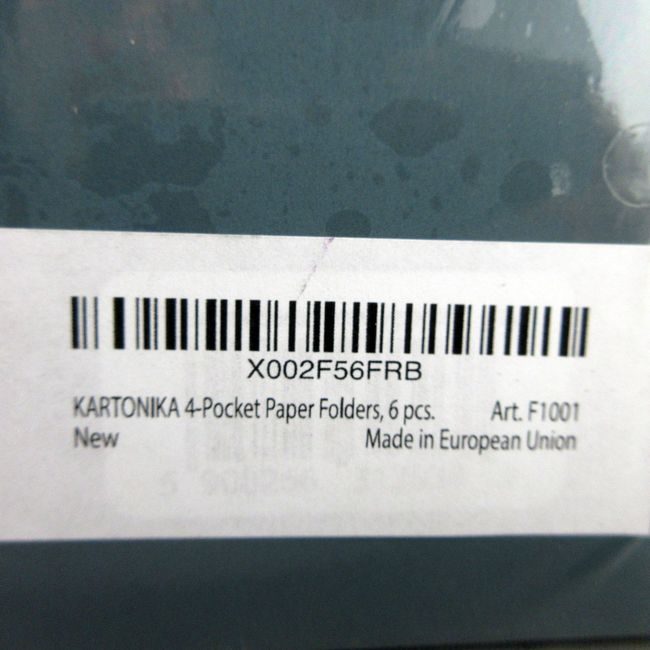 X002F56FRB
KARTONIKA 4-Pocket Paper Folders, 6 pcs. Art. F1001
New Made in European Union